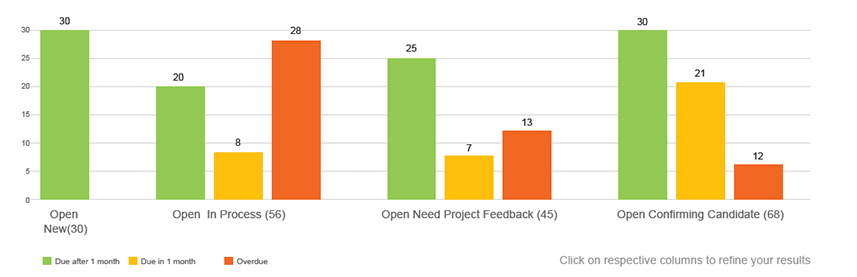 30
30
28
25
20
21
13
12
8
7
30
25
20
15
10
5
0
Open
New(30)
Open In Process (56)
Open Need Project Feedback (45)
Open Confirming Candidate (68)
Due after 1 month
Due in 1 month
Overdue
Click on respective columns to refine your results